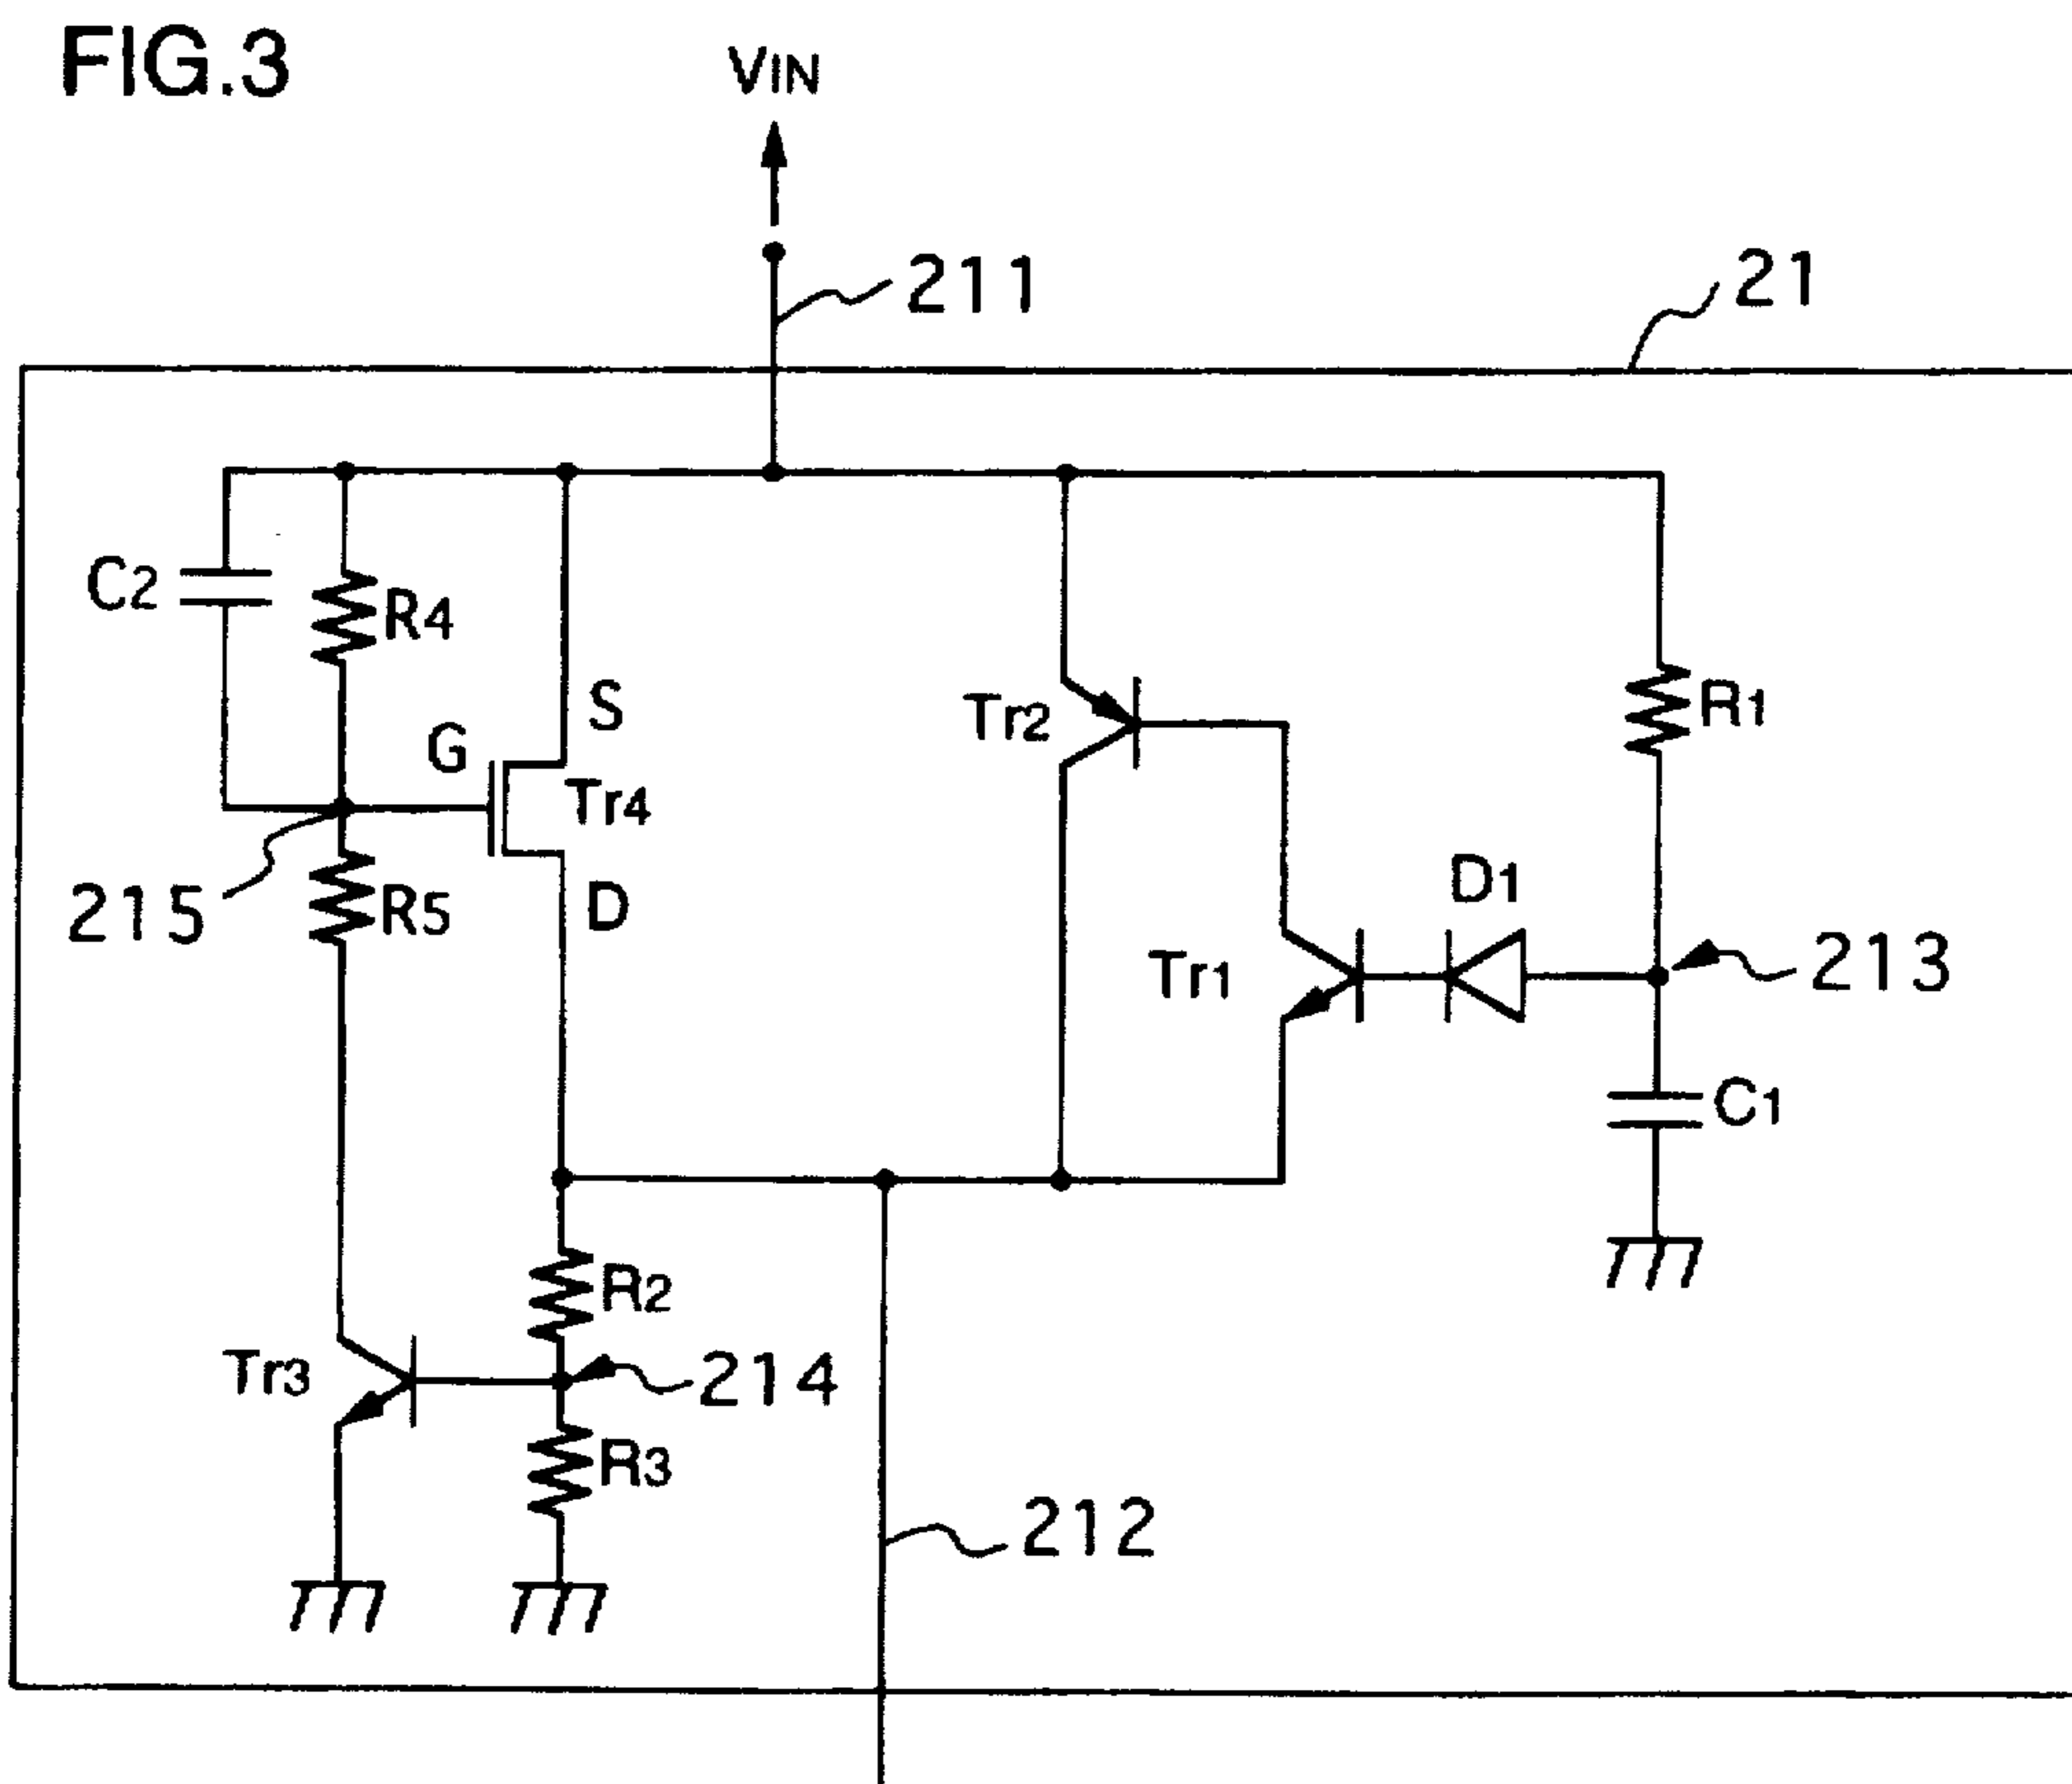 FIG.3
VIN
211
21
C2
R4
S
G
Tr4
Tr2
R1
215
R5
D
D1
Tr1
213
C1
R2
Tr3
214
R3
212